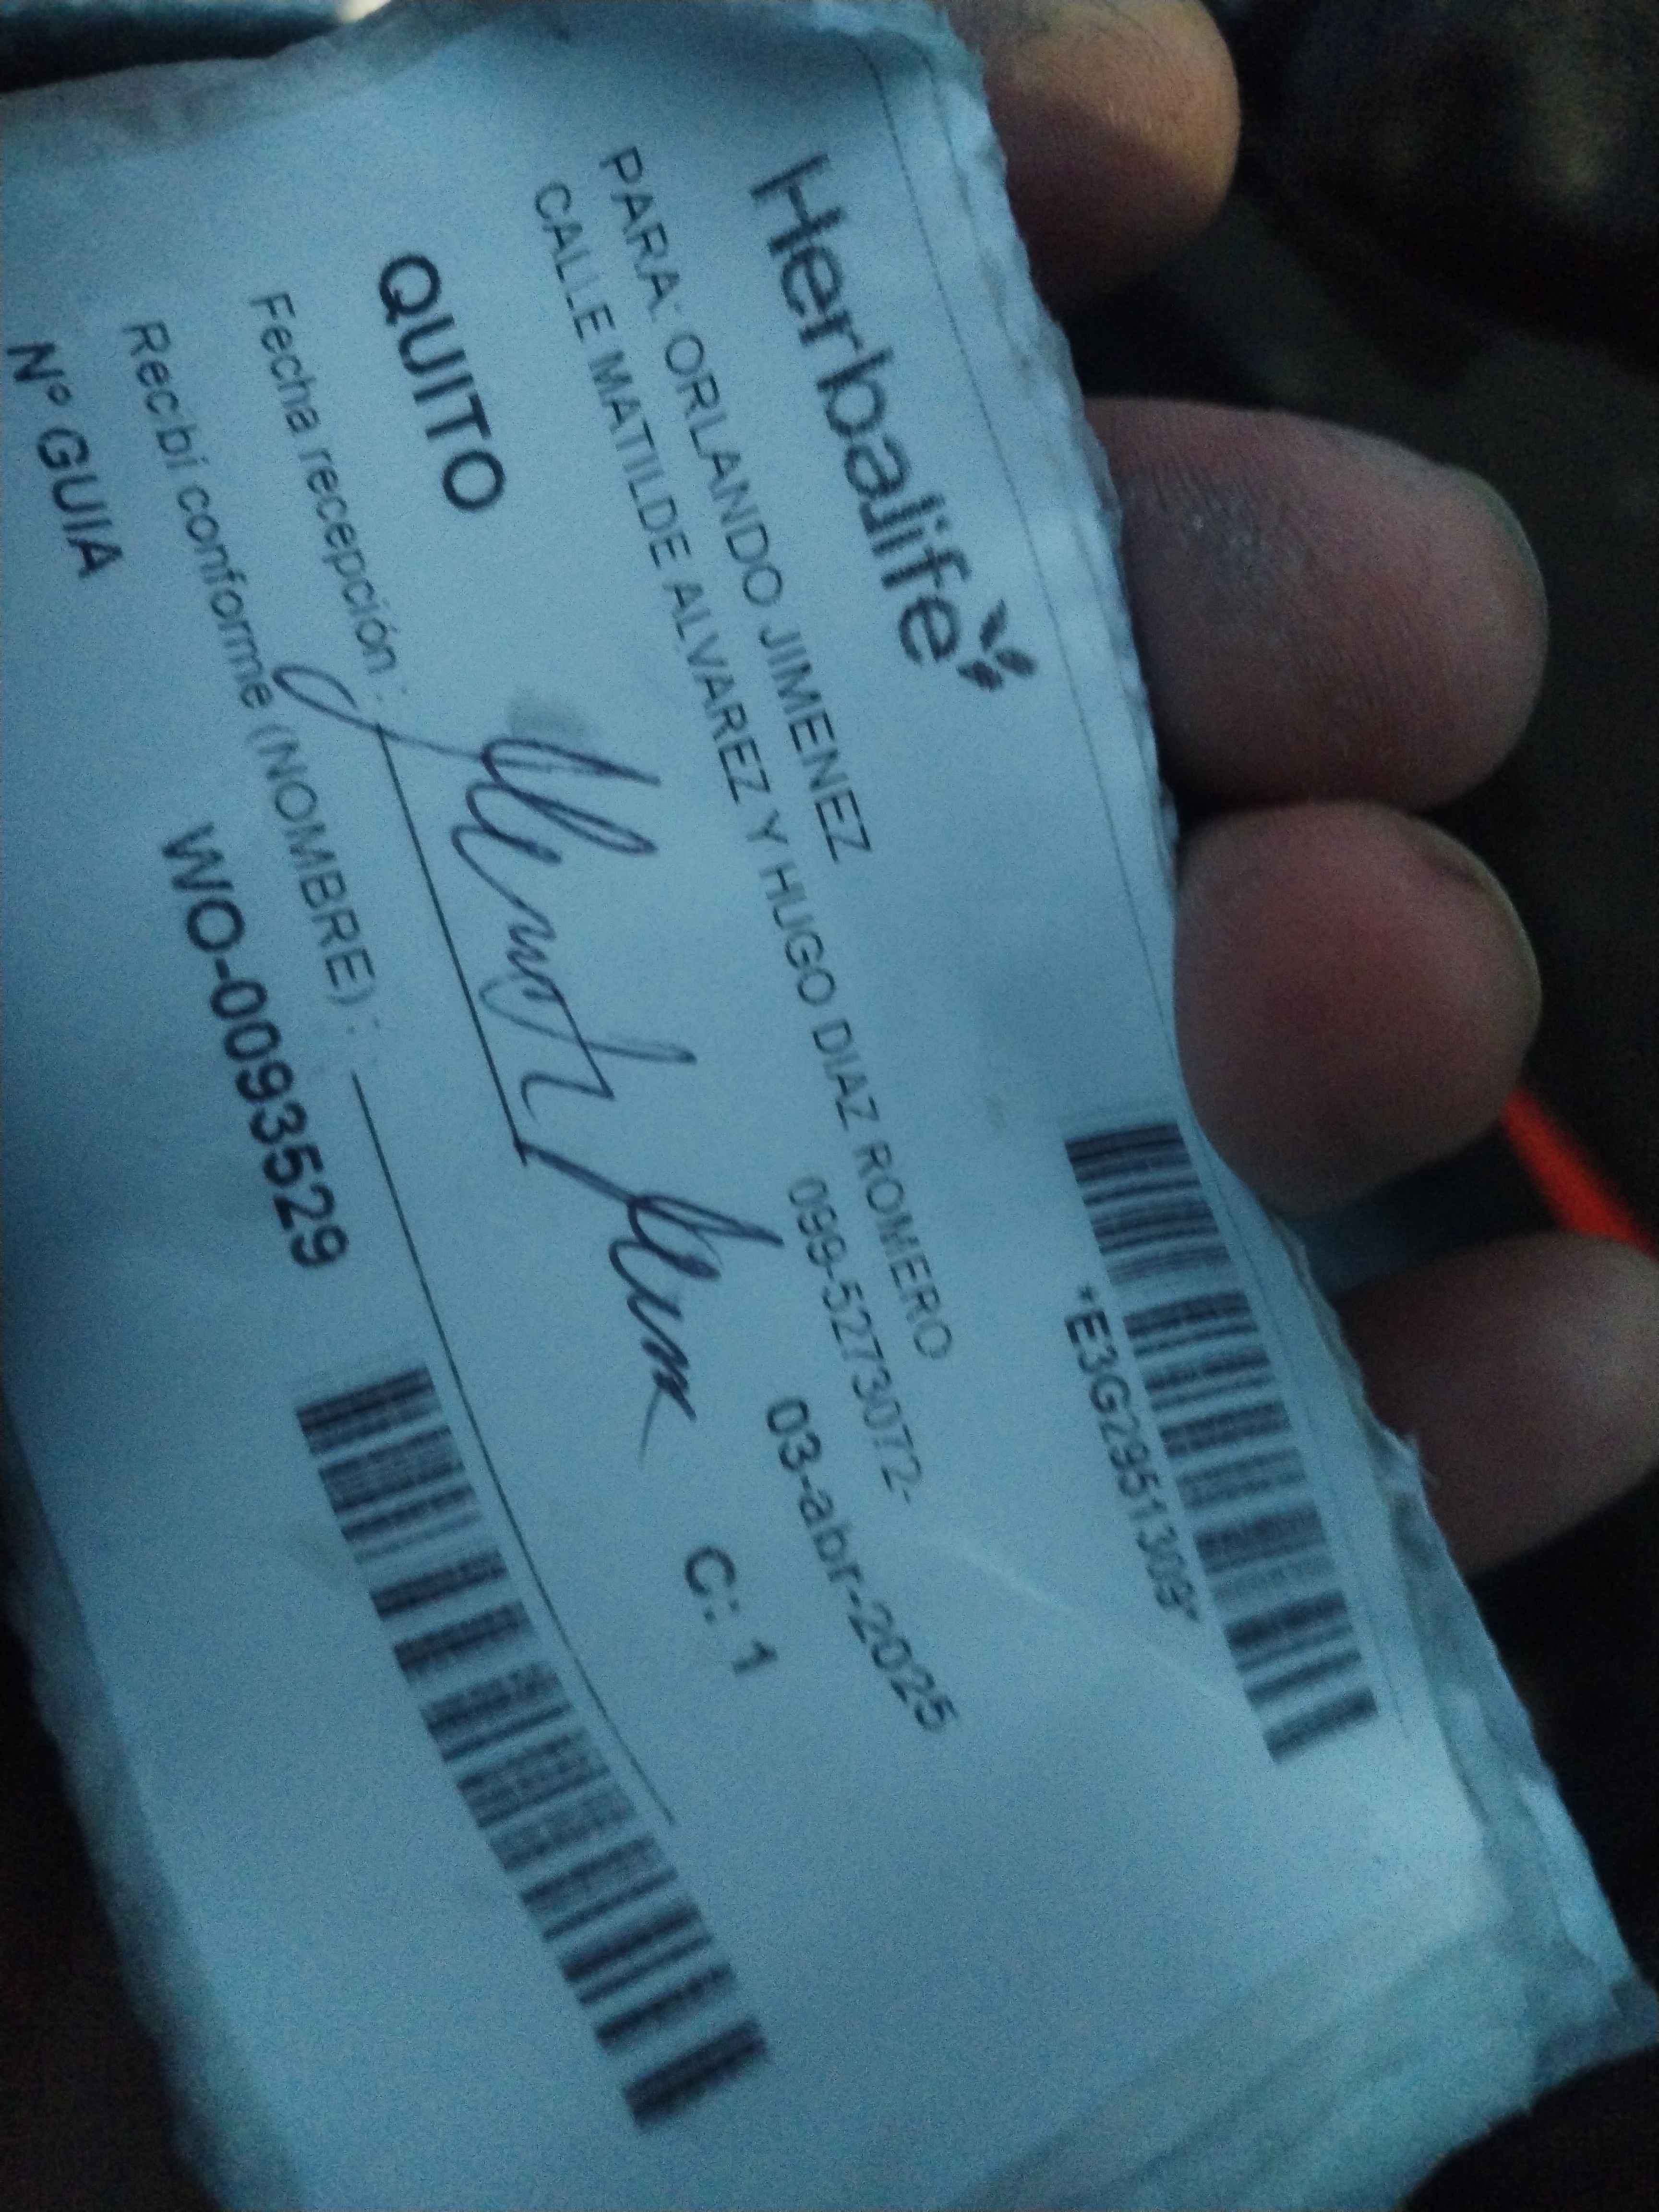 Herbalife
*E3G2951309*
PARA: ORLANDO JIMENEZ
CALLE MATILDE ALVAREZ Y HUGO DIAZ ROMERO
099-5273072-
QUITO
03-abr-2025
Fecha recepción :
C: 1
Recibí conforme (NOMBRE) :
Nº GUIA
WO-0093529